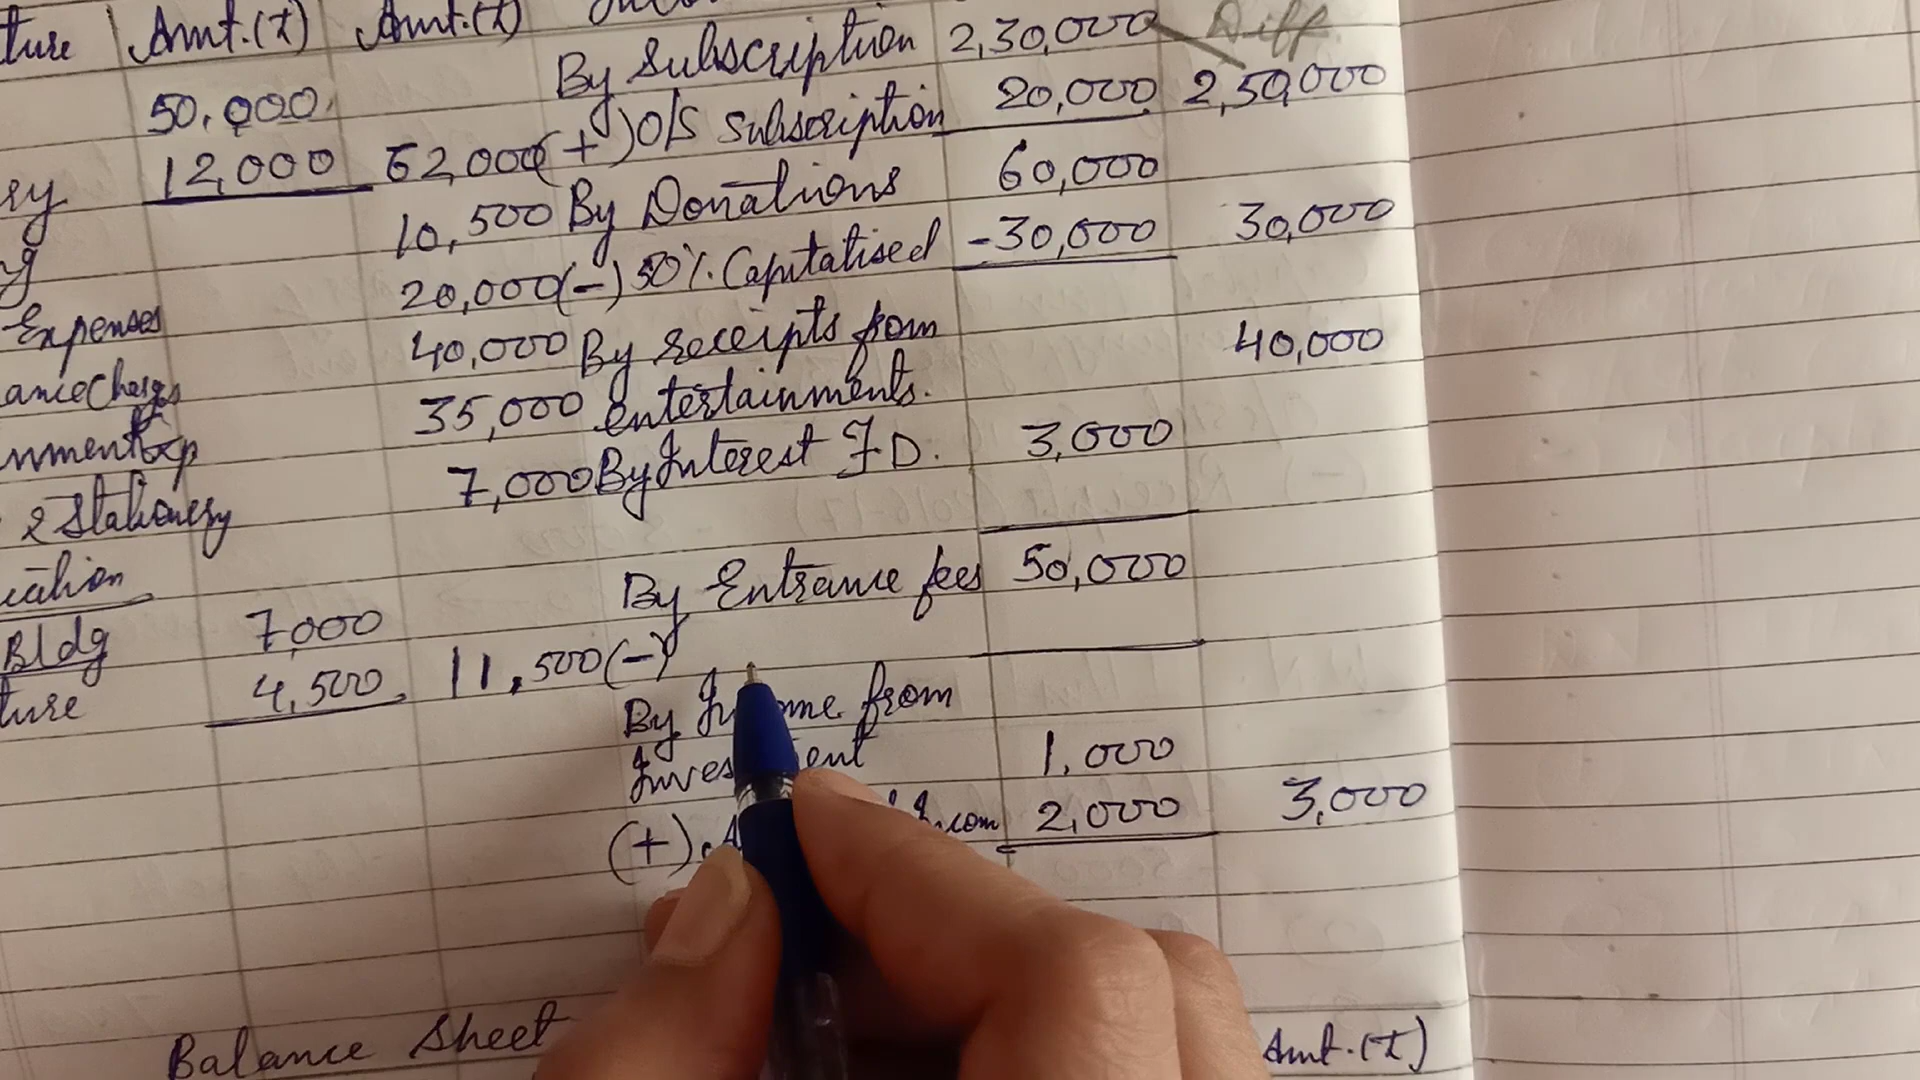 ture Amt.(₹) Amt.(₹)
50,000 By Subscription 2,30,000 Diff
12,000 62,000 (+) O/S Subscription 20,000 2,50,000
10,500 By Donations 60,000
20,000 (-) 50%. Capitalised -30,000 30,000
Expenses 40,000 By receipts from 40,000
ance Charges 35,000 entertainments.
nment Exp 7,000 By Interest F.D. 3,000
& Stationery
By Entrance fees 50,000
Bldg 7,000
ture 4,500 11,500 (-)
By from
1,000
(+) 2,000 3,000
Balance Sheet Amt.(₹)